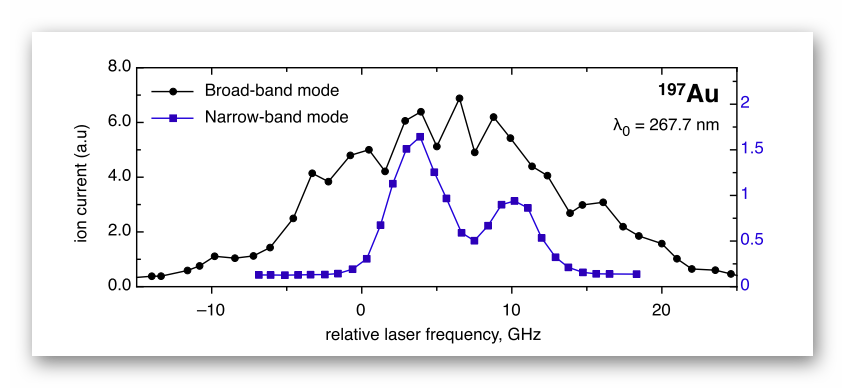 8.0
6.0
4.0
2.0
0.0
ion current (a.u)
Broad-band mode
Narrow-band mode
¹⁹⁷Au
λ₀ = 267.7 nm
2
1.5
1
0.5
0
–10
0
10
20
relative laser frequency, GHz